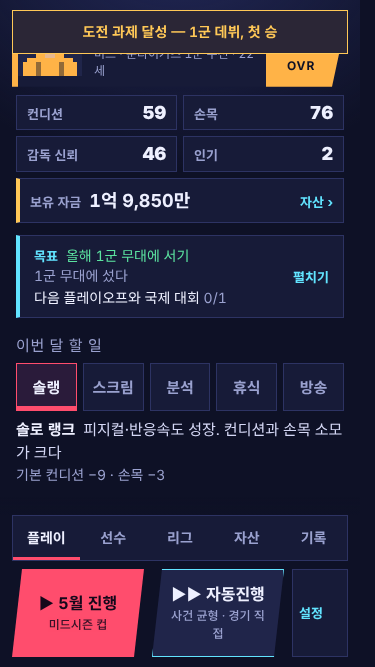 도전 과제 달성 — 1군 데뷔, 첫 승
세
OVR
컨디션 59
손목 76
감독 신뢰 46
인기 2
보유 자금 1억 9,850만 자산 ›
목표 올해 1군 무대에 서기
1군 무대에 섰다
펼치기
다음 플레이오프와 국제 대회 0/1
이번 달 할 일
솔랭 스크림 분석 휴식 방송
솔로 랭크 피지컬·반응속도 성장. 컨디션과 손목 소모
가 크다
기본 컨디션 −9 · 손목 −3
플레이 선수 리그 자산 기록
▶ 5월 진행
미드시즌 컵
▶▶ 자동진행
사건 균형 · 경기 직
접
설정